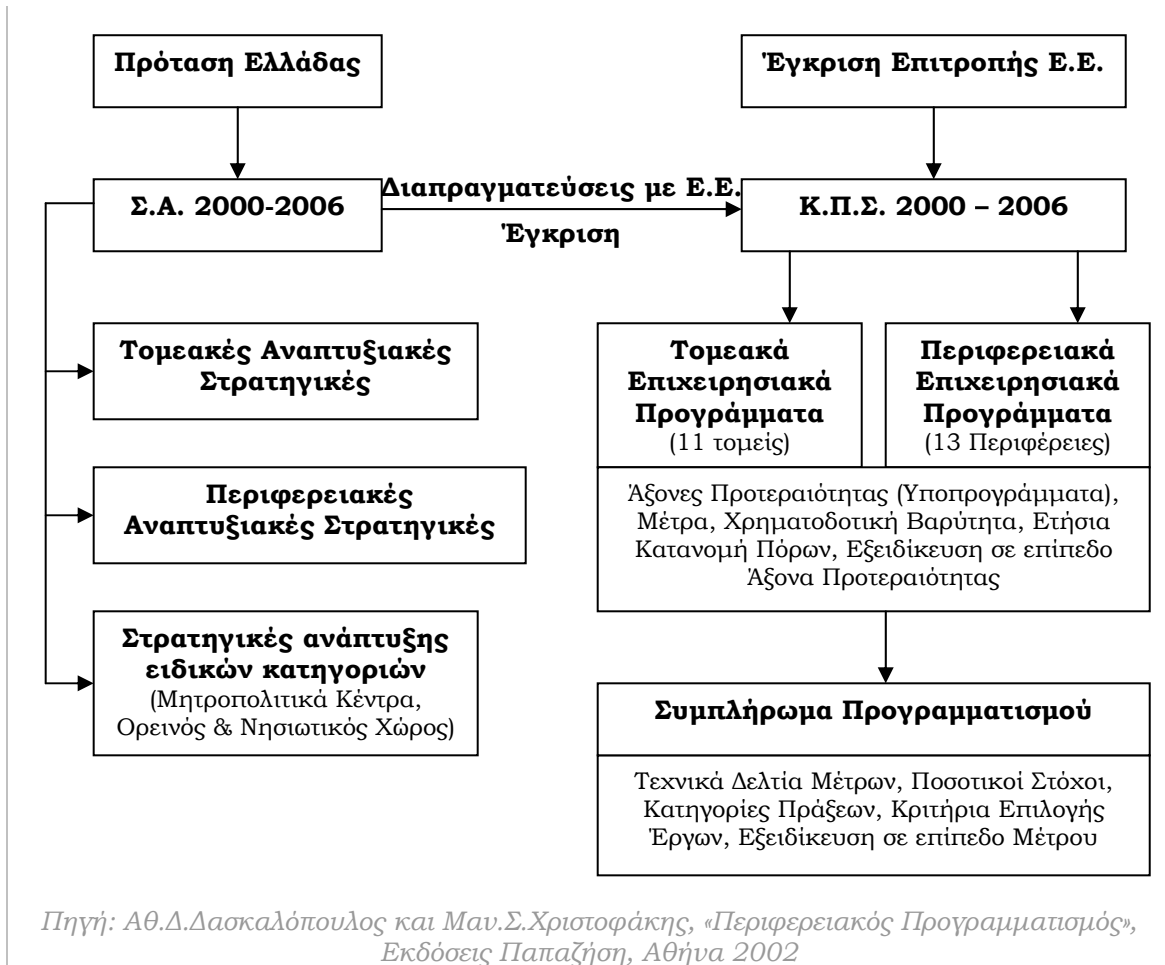 Πρόταση Ελλάδας
Έγκριση Επιτροπής Ε.Ε.
Σ.Α. 2000-2006
Διαπραγματεύσεις με Ε.Ε.
Έγκριση
Κ.Π.Σ. 2000 – 2006
Τομεακές Αναπτυξιακές
Στρατηγικές
Περιφερειακές
Αναπτυξιακές Στρατηγικές
Στρατηγικές ανάπτυξης
ειδικών κατηγοριών
(Μητροπολιτικά Κέντρα,
Ορεινός & Νησιωτικός Χώρος)
Τομεακά
Επιχειρησιακά
Προγράμματα
(11 τομείς)
Περιφερειακά
Επιχειρησιακά
Προγράμματα
(13 Περιφέρειες)
Άξονες Προτεραιότητας (Υποπρογράμματα),
Μέτρα, Χρηματοδοτική Βαρύτητα, Ετήσια
Κατανομή Πόρων, Εξειδίκευση σε επίπεδο
Άξονα Προτεραιότητας
Συμπλήρωμα Προγραμματισμού
Τεχνικά Δελτία Μέτρων, Ποσοτικοί Στόχοι,
Κατηγορίες Πράξεων, Κριτήρια Επιλογής
Έργων, Εξειδίκευση σε επίπεδο Μέτρου
Πηγή: Αθ.Δ.Δασκαλόπουλος και Μαν.Σ.Χριστοφάκης, «Περιφερειακός Προγραμματισμός»,
Εκδόσεις Παπαζήση, Αθήνα 2002